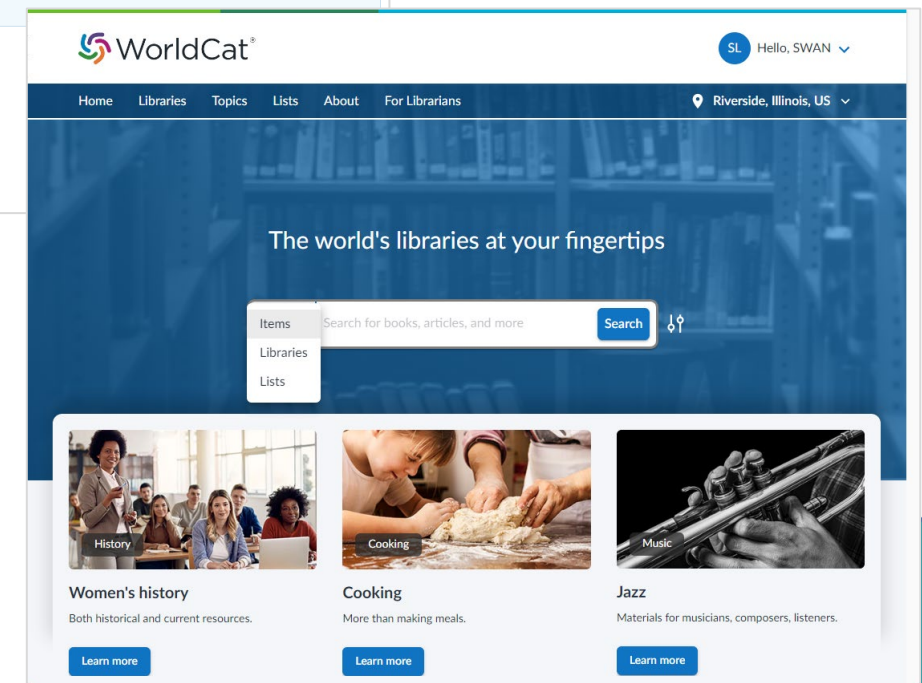 WorldCat®
SL Hello, SWAN
Home Libraries Topics Lists About For Librarians
Riverside, Illinois, US
The world's libraries at your fingertips
Items
Search for books, articles, and more
Search
Libraries
Lists
History
Cooking
Music
Women's history
Cooking
Jazz
Both historical and current resources.
More than making meals.
Materials for musicians, composers, listeners.
Learn more
Learn more
Learn more